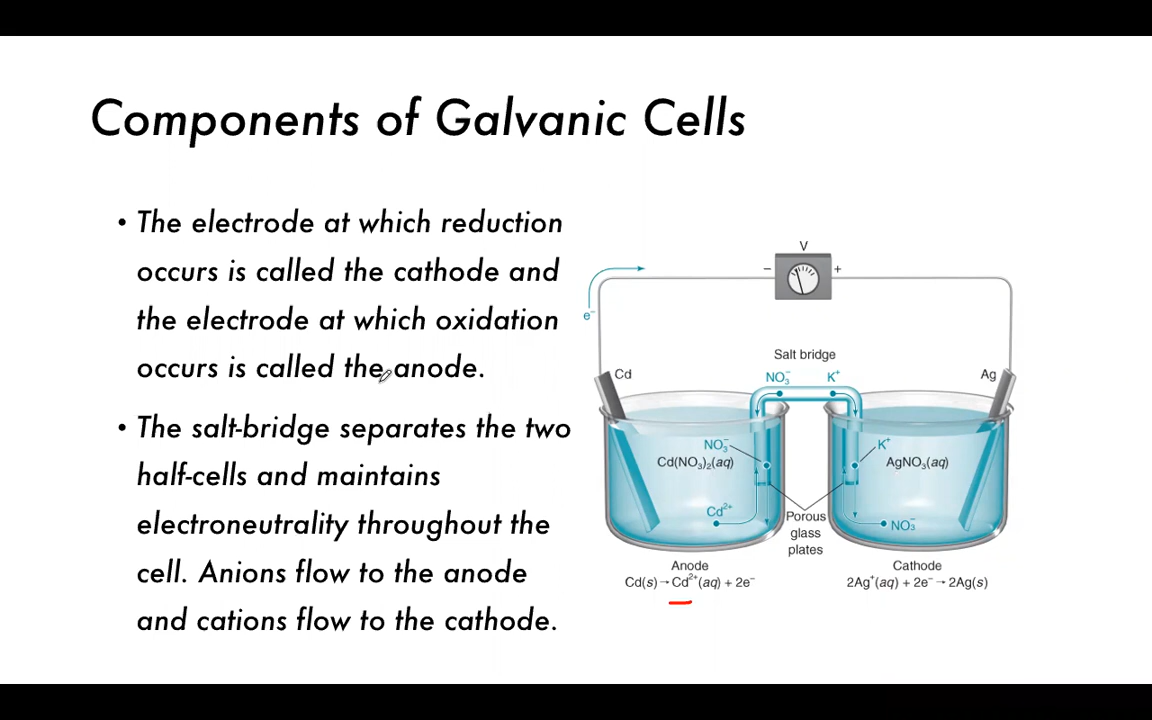 Components of Galvanic Cells
• The electrode at which reduction
occurs is called the cathode and
the electrode at which oxidation
occurs is called the anode.
• The salt-bridge separates the two
half-cells and maintains
electroneutrality throughout the
cell. Anions flow to the anode
and cations flow to the cathode.
V
− +
e⁻
Salt bridge
Cd NO₃⁻ K⁺ Ag
NO₃⁻ K⁺
Cd(NO₃)₂(aq) AgNO₃(aq)
Cd²⁺ Porous NO₃⁻
glass
plates
Anode Cathode
Cd(s)→Cd²⁺(aq) + 2e⁻ 2Ag⁺(aq) + 2e⁻→2Ag(s)